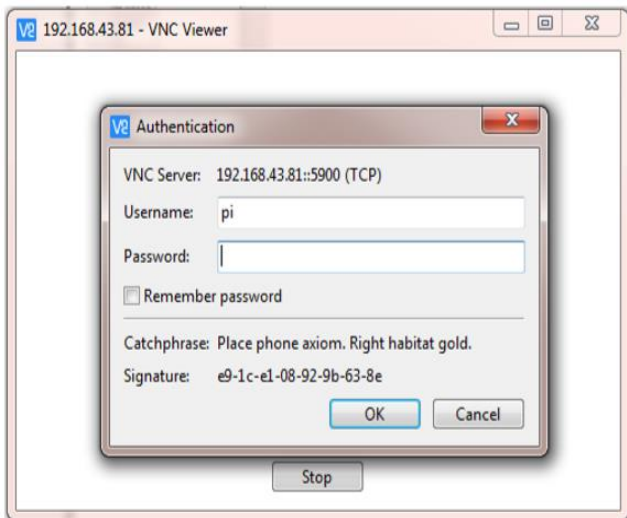 192.168.43.81 - VNC Viewer
Authentication
VNC Server: 192.168.43.81::5900 (TCP)
Username: pi
Password:
Remember password
Catchphrase: Place phone axiom. Right habitat gold.
Signature: e9-1c-e1-08-92-9b-63-8e
OK Cancel
Stop